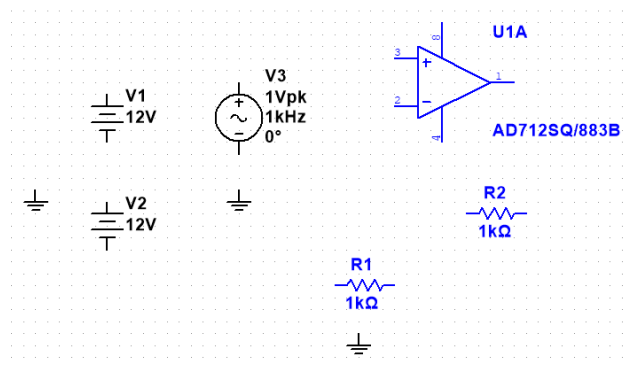 V1
12V
V3
1Vpk
1kHz
0°
+
~
−
U1A
8
3
+
1
2
−
4
AD712SQ/883B
V2
12V
R2
1kΩ
R1
1kΩ